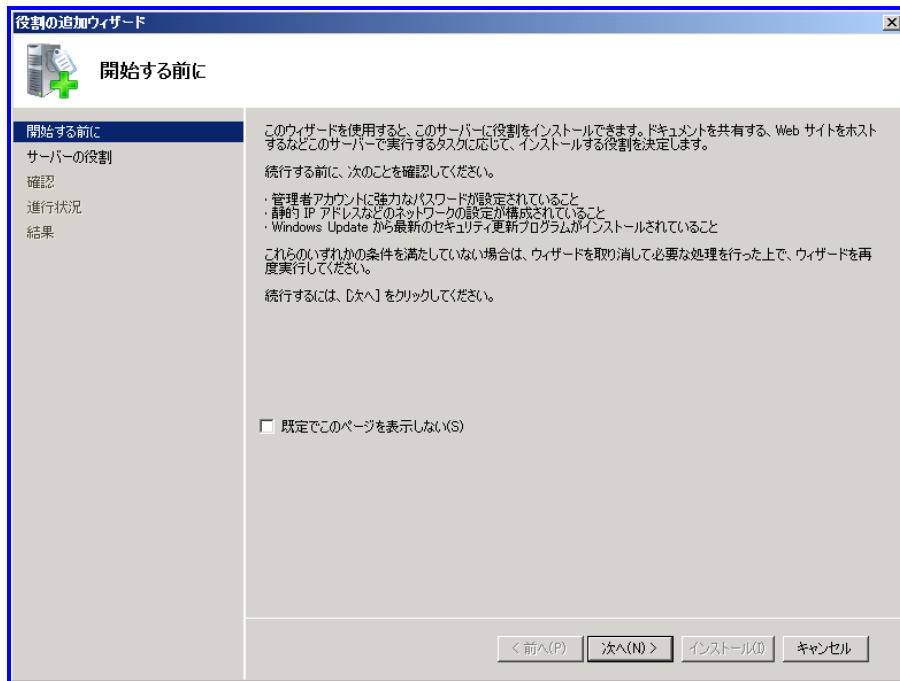 役割の追加ウィザード
開始する前に
開始する前に
サーバーの役割
確認
進行状況
結果
このウィザードを使用すると、このサーバーに役割をインストールできます。ドキュメントを共有する、Web サイトをホスト
するなどこのサーバーで実行するタスクに応じて、インストールする役割を決定します。
続行する前に、次のことを確認してください。
・管理者アカウントに強力なパスワードが設定されていること
・静的 IP アドレスなどのネットワークの設定が構成されていること
・Windows Update から最新のセキュリティ更新プログラムがインストールされていること
これらのいずれかの条件を満たしていない場合は、ウィザードを取り消して必要な処理を行った上で、ウィザードを再
度実行してください。
続行するには、[次へ] をクリックしてください。
既定でこのページを表示しない(S)
< 前へ(P)
次へ(N) >
インストール(I)
キャンセル